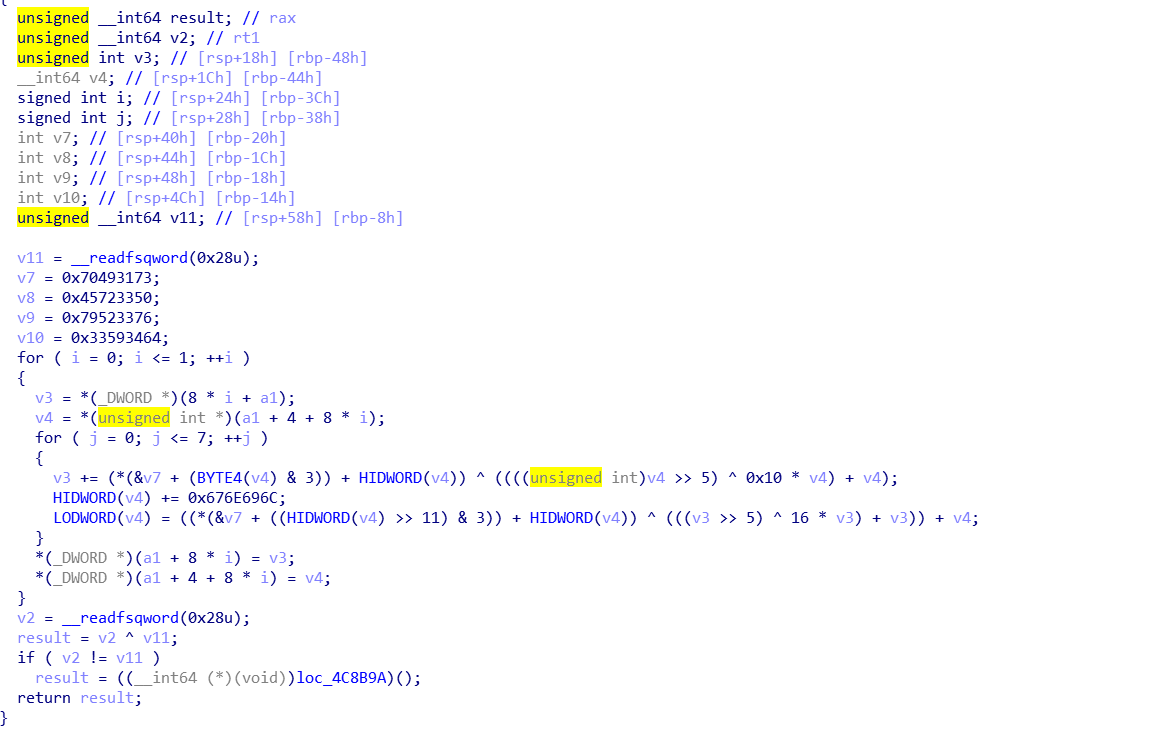 {
unsigned __int64 result; // rax
unsigned __int64 v2; // rt1
unsigned int v3; // [rsp+18h] [rbp-48h]
__int64 v4; // [rsp+1Ch] [rbp-44h]
signed int i; // [rsp+24h] [rbp-3Ch]
signed int j; // [rsp+28h] [rbp-38h]
int v7; // [rsp+40h] [rbp-20h]
int v8; // [rsp+44h] [rbp-1Ch]
int v9; // [rsp+48h] [rbp-18h]
int v10; // [rsp+4Ch] [rbp-14h]
unsigned __int64 v11; // [rsp+58h] [rbp-8h]
v11 = __readfsqword(0x28u);
v7 = 0x70493173;
v8 = 0x45723350;
v9 = 0x79523376;
v10 = 0x33593464;
for ( i = 0; i <= 1; ++i )
{
v3 = *(_DWORD *)(8 * i + a1);
v4 = *(unsigned int *)(a1 + 4 + 8 * i);
for ( j = 0; j <= 7; ++j )
{
v3 += (*(&v7 + (BYTE4(v4) & 3)) + HIDWORD(v4)) ^ ((((unsigned int)v4 >> 5) ^ 0x10 * v4) + v4);
HIDWORD(v4) += 0x676E696C;
LODWORD(v4) = ((*(&v7 + ((HIDWORD(v4) >> 11) & 3)) + HIDWORD(v4)) ^ (((v3 >> 5) ^ 16 * v3) + v3)) + v4;
}
*(_DWORD *)(a1 + 8 * i) = v3;
*(_DWORD *)(a1 + 4 + 8 * i) = v4;
}
v2 = __readfsqword(0x28u);
result = v2 ^ v11;
if ( v2 != v11 )
result = ((__int64 (*)(void))loc_4C8B9A)();
return result;
}